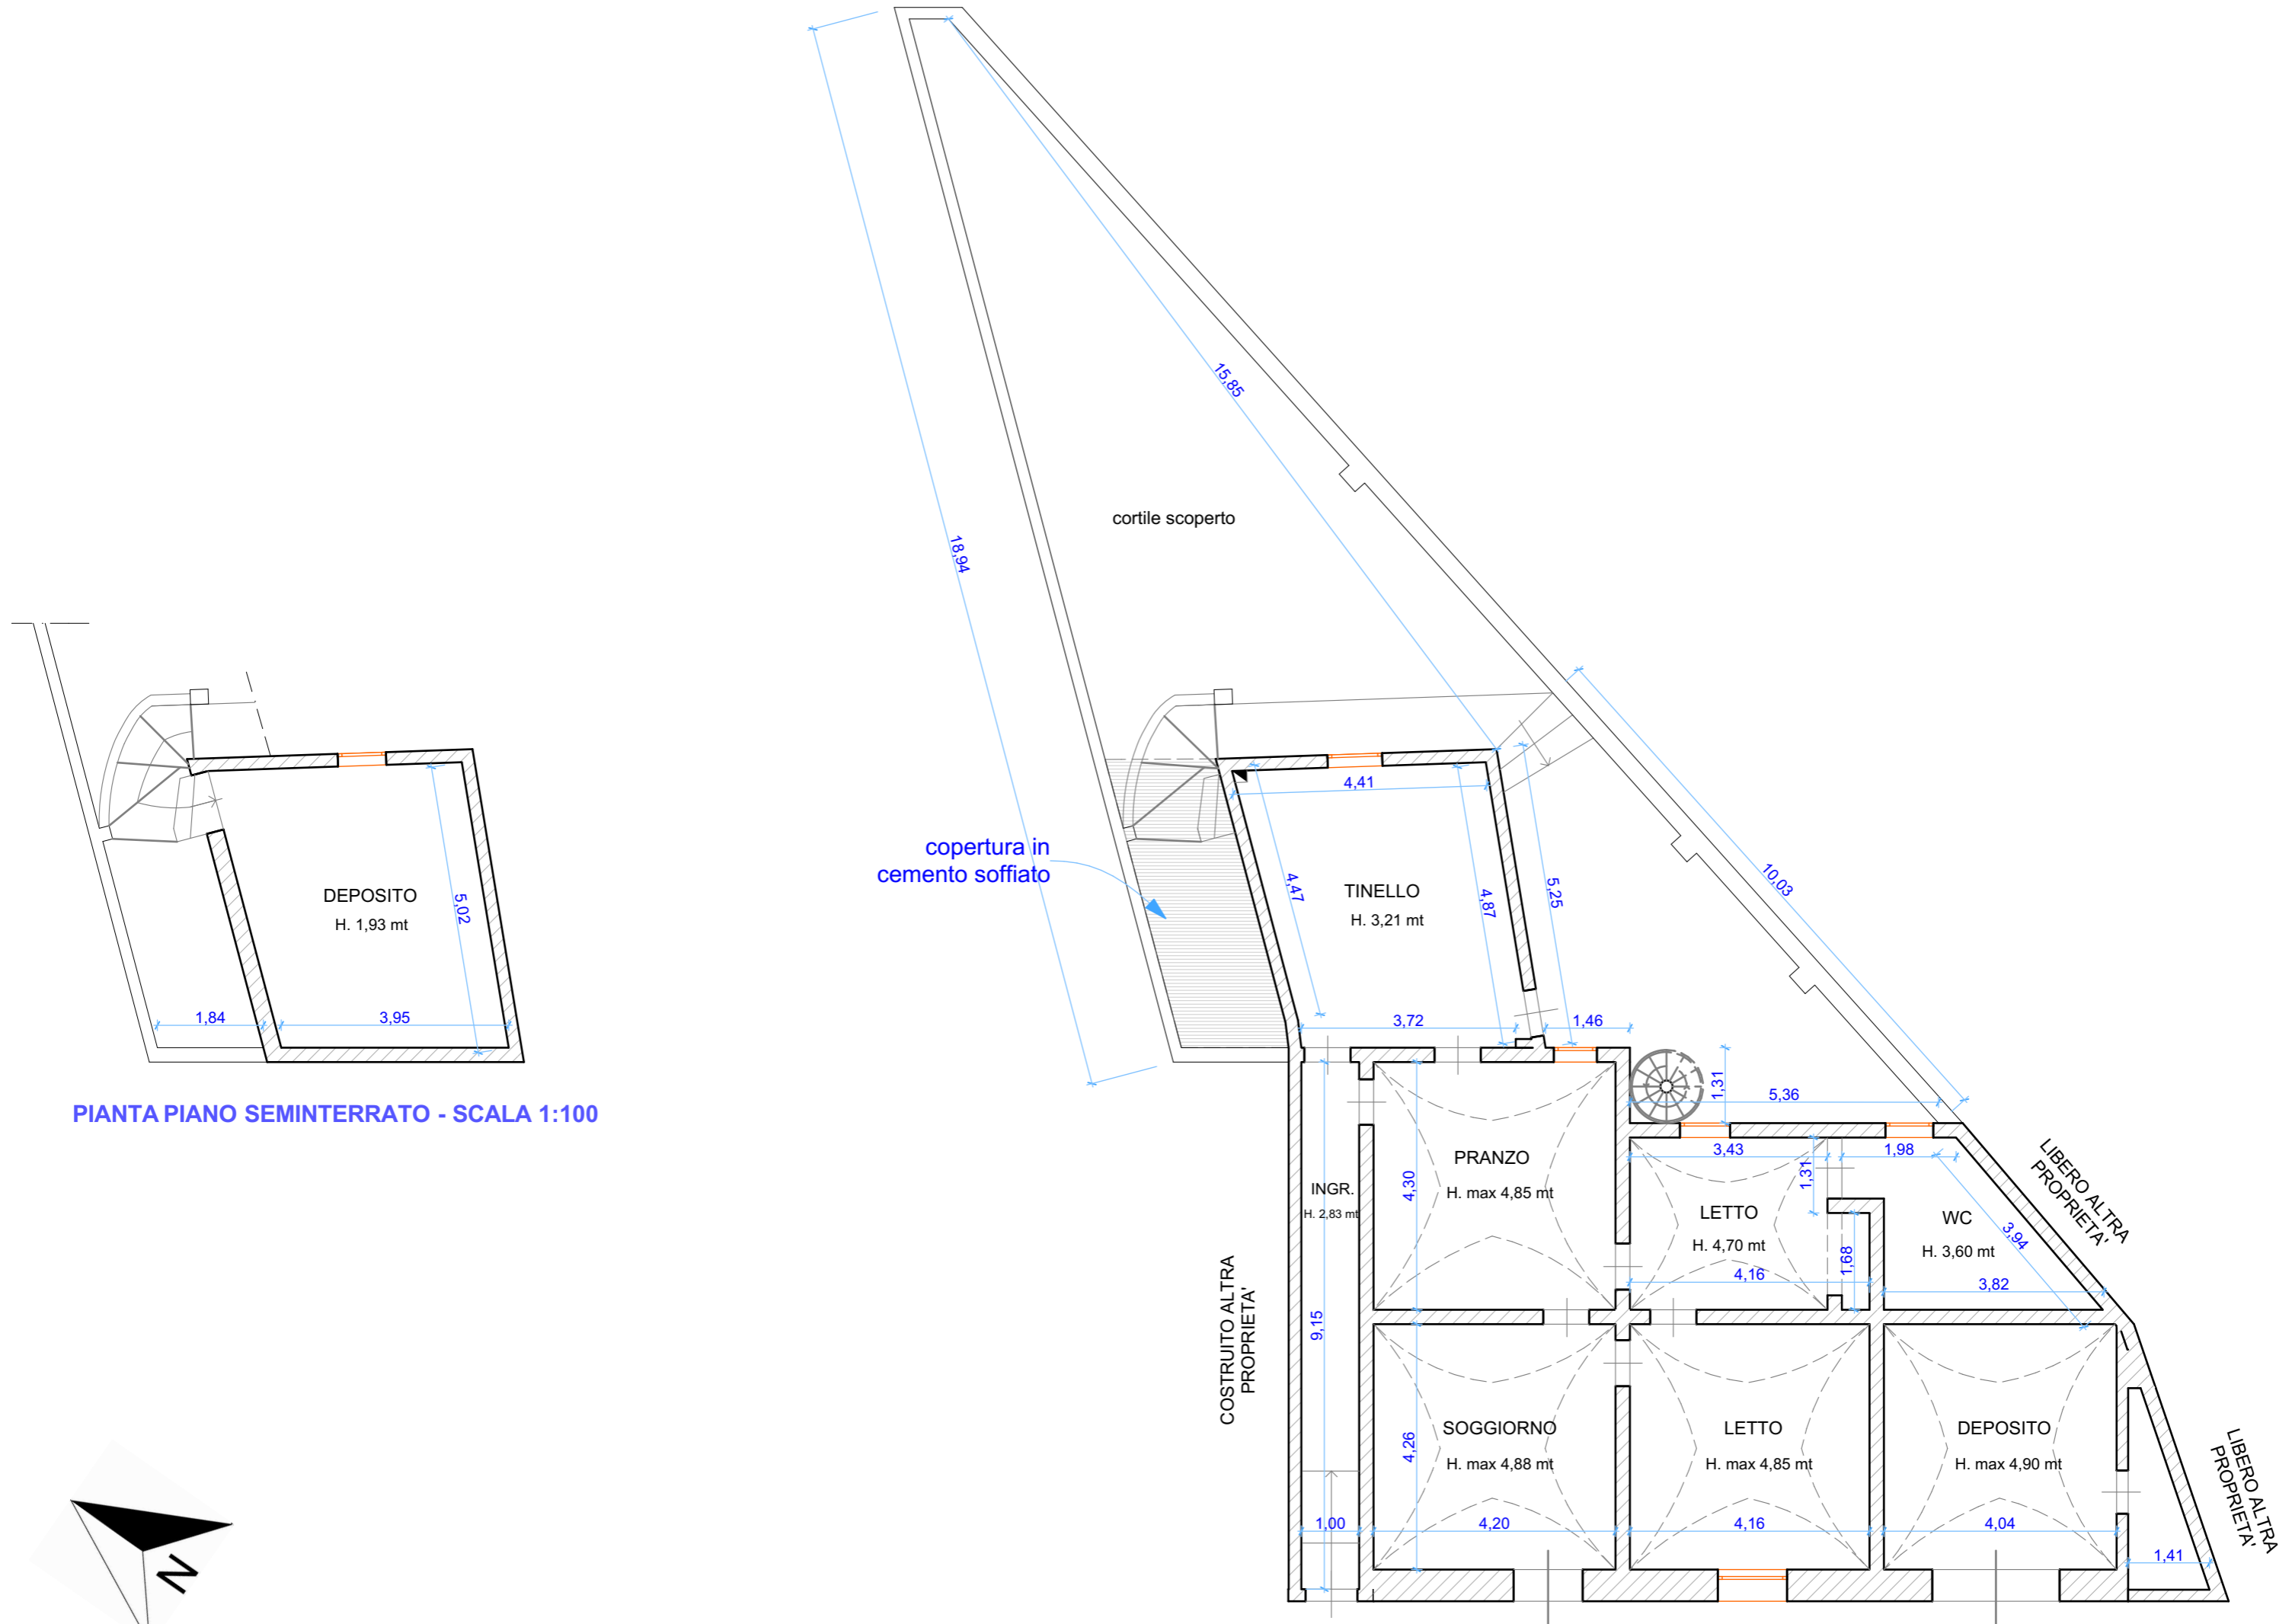 18,94
15,85
cortile scoperto
10,03
copertura in
cemento soffiato
4,41
4,47
TINELLO
H. 3,21 mt
4,87
5,25
3,72
1,46
DEPOSITO
H. 1,93 mt
5,02
1,84
3,95
PIANTA PIANO SEMINTERRATO - SCALA 1:100
1,31
5,36
3,43
1,31
1,98
LIBERO ALTRA
PROPRIETA'
PRANZO
H. max 4,85 mt
4,30
INGR.
H. 2,83 mt
LETTO
H. 4,70 mt
4,16
1,68
WC
H. 3,60 mt
3,94
3,82
COSTRUITO ALTRA
PROPRIETA'
9,15
SOGGIORNO
H. max 4,88 mt
4,26
LETTO
H. max 4,85 mt
DEPOSITO
H. max 4,90 mt
LIBERO ALTRA
PROPRIETA'
1,00
4,20
4,16
4,04
1,41
N